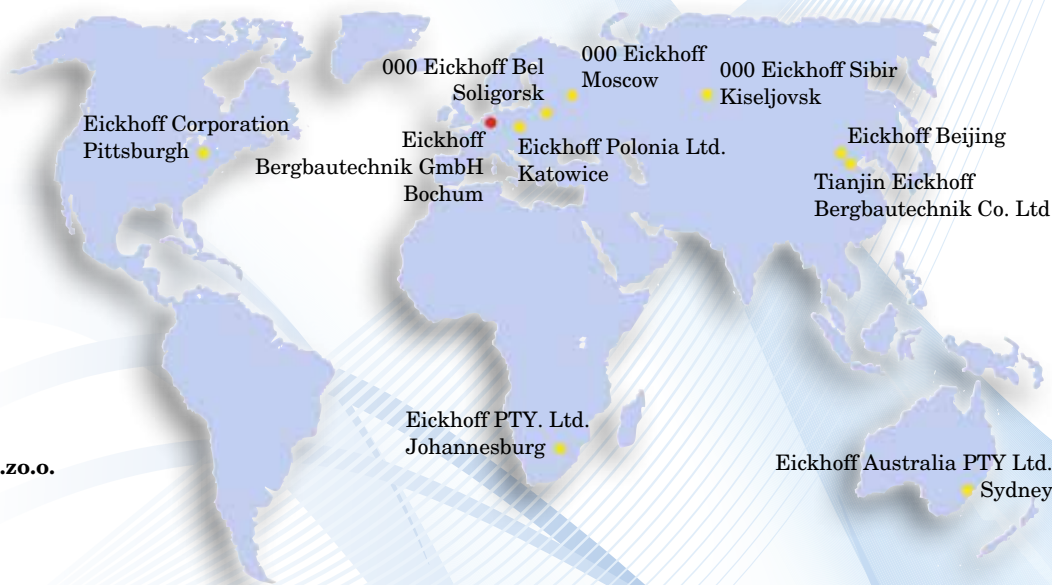 000 Eickhoff Bel
Soligorsk
000 Eickhoff
Moscow
000 Eickhoff Sibir
Kiseljovsk
Eickhoff Corporation
Pittsburgh
Eickhoff
Bergbautechnik GmbH
Bochum
Eickhoff Polonia Ltd.
Katowice
Eickhoff Beijing
Tianjin Eickhoff
Bergbautechnik Co. Ltd
Eickhoff PTY. Ltd.
Johannesburg
.zo.o.
Eickhoff Australia PTY Ltd.
Sydney